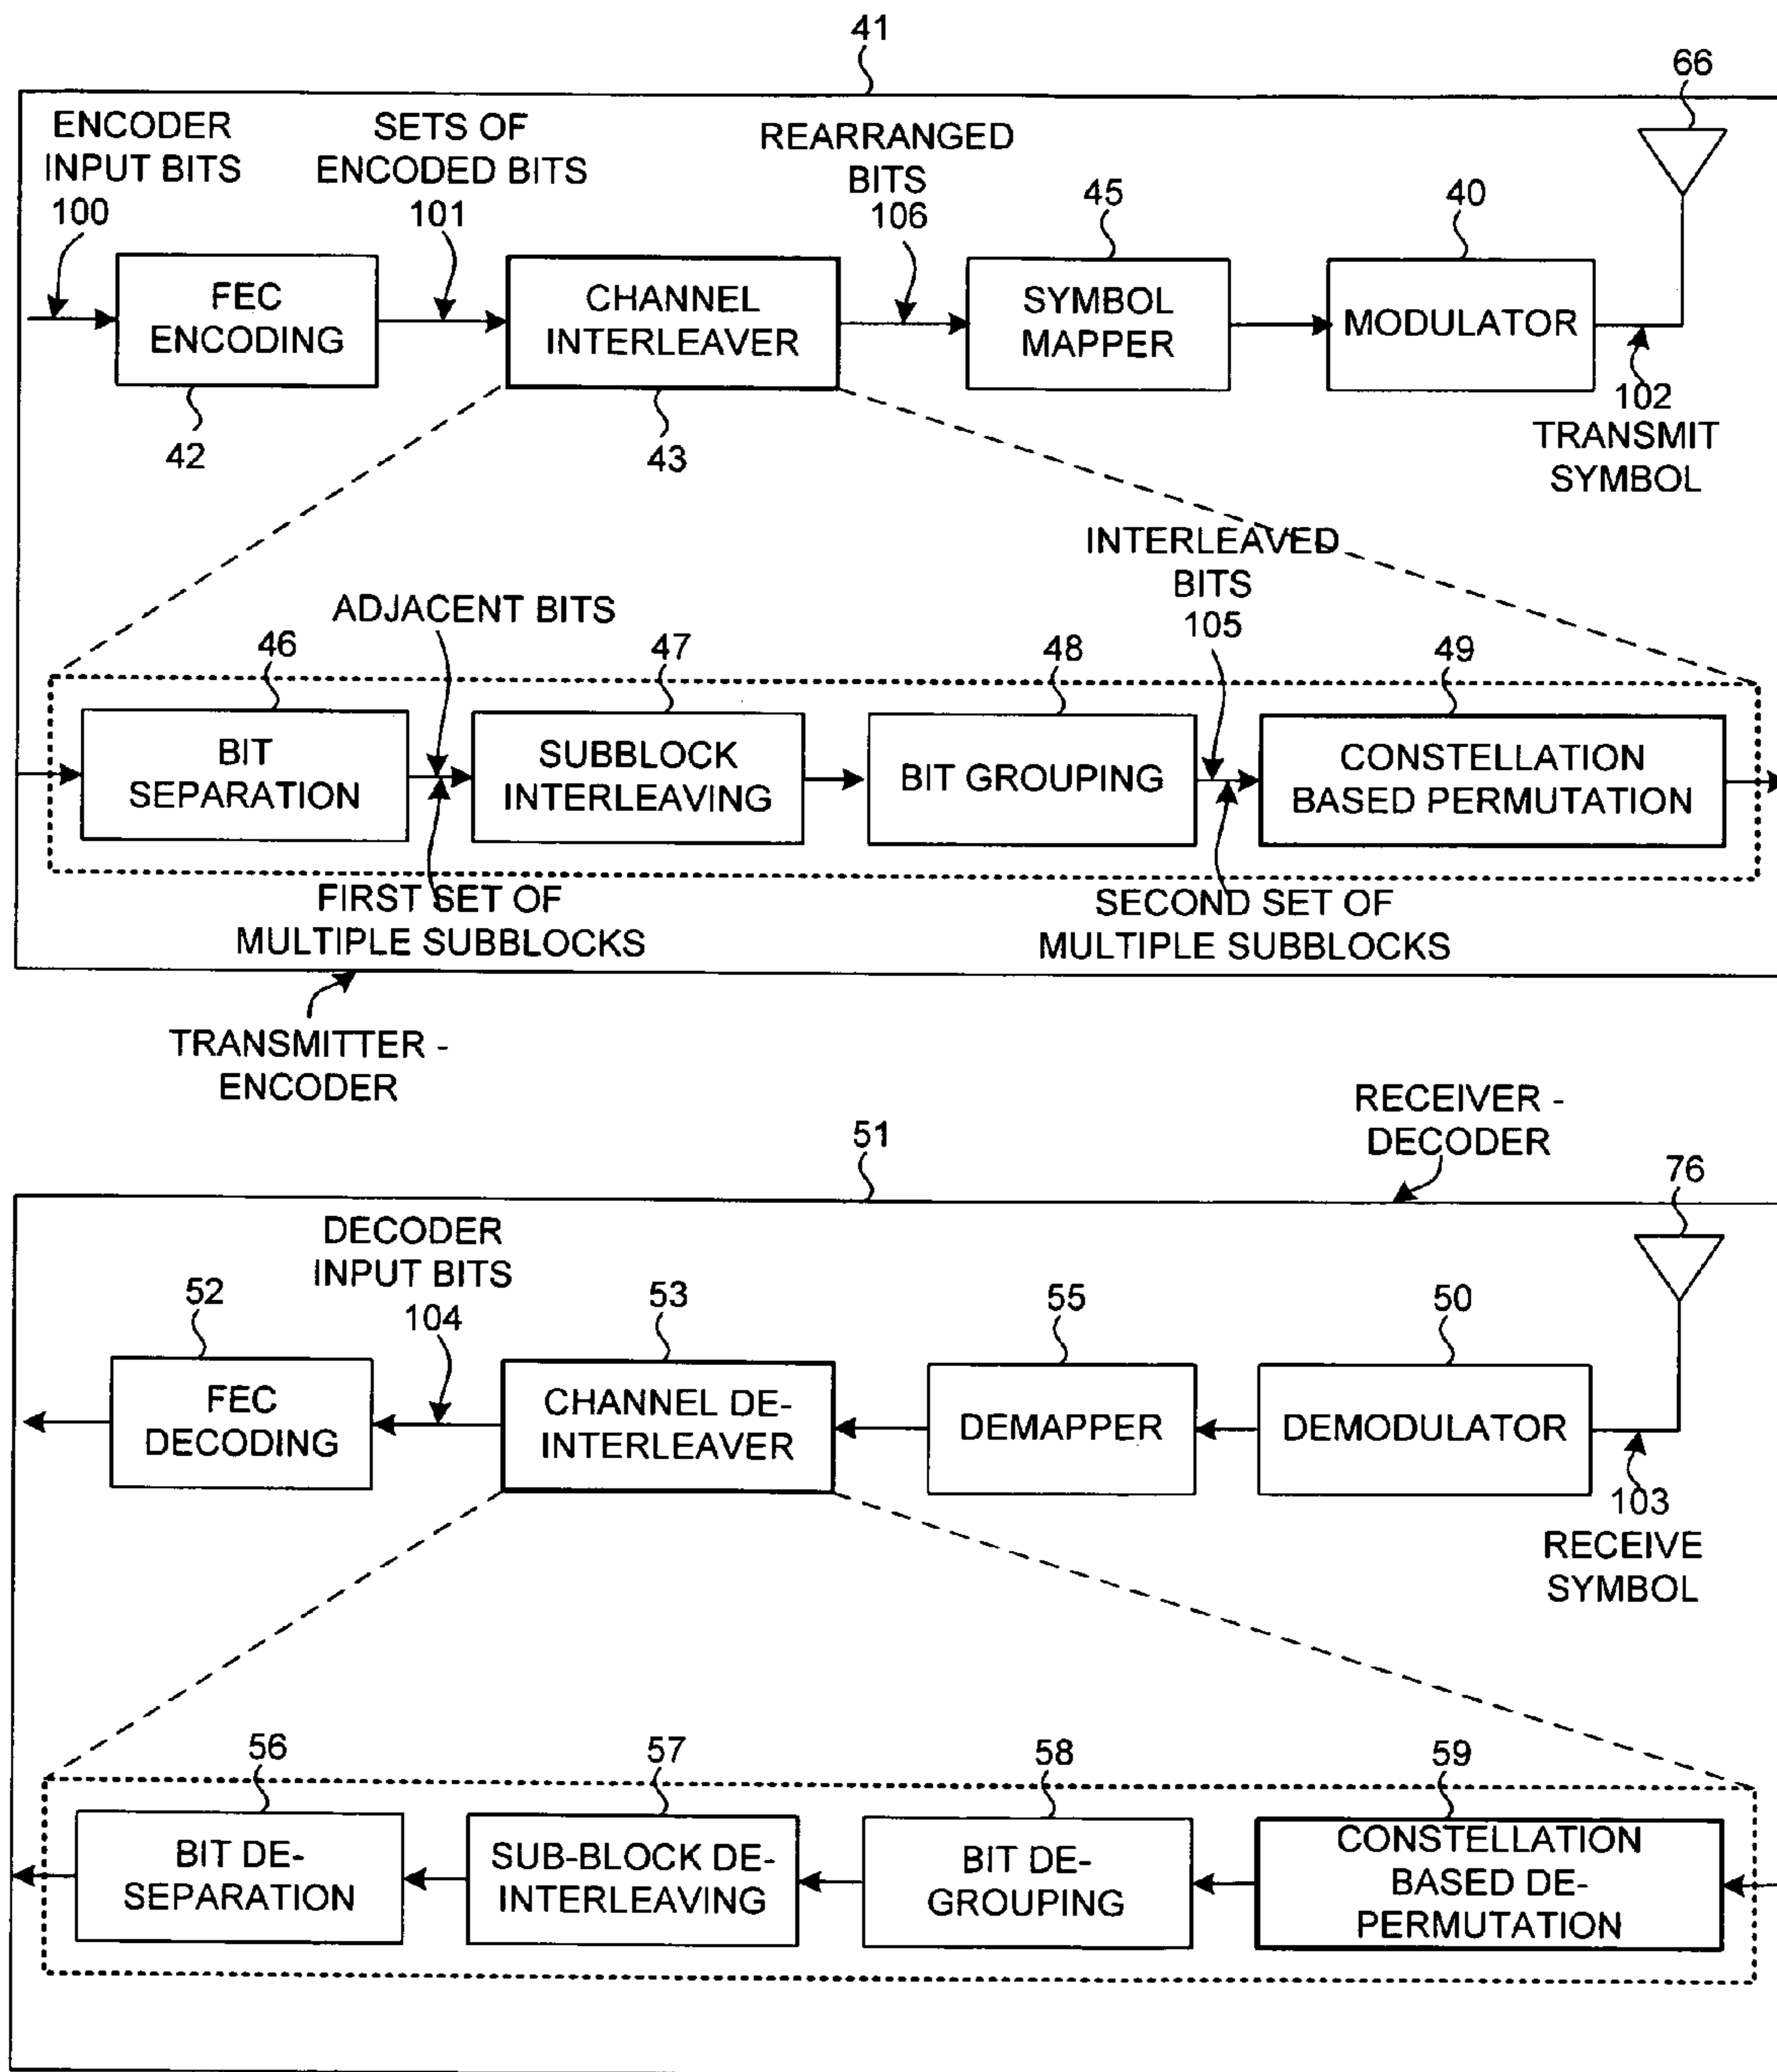 41
66
ENCODER
INPUT BITS
100
SETS OF
ENCODED BITS
101
REARRANGED
BITS
106
45
40
FEC
ENCODING
CHANNEL
INTERLEAVER
SYMBOL
MAPPER
MODULATOR
42
43
102
TRANSMIT
SYMBOL
INTERLEAVED
BITS
105
ADJACENT BITS
46
47
48
49
BIT
SEPARATION
SUBBLOCK
INTERLEAVING
BIT GROUPING
CONSTELLATION
BASED PERMUTATION
FIRST SET OF
MULTIPLE SUBBLOCKS
SECOND SET OF
MULTIPLE SUBBLOCKS
TRANSMITTER -
ENCODER
RECEIVER -
DECODER
51
76
DECODER
INPUT BITS
104
52
53
55
50
FEC
DECODING
CHANNEL DE-
INTERLEAVER
DEMAPPER
DEMODULATOR
103
RECEIVE
SYMBOL
56
57
58
59
BIT DE-
SEPARATION
SUB-BLOCK DE-
INTERLEAVING
BIT DE-
GROUPING
CONSTELLATION
BASED DE-
PERMUTATION